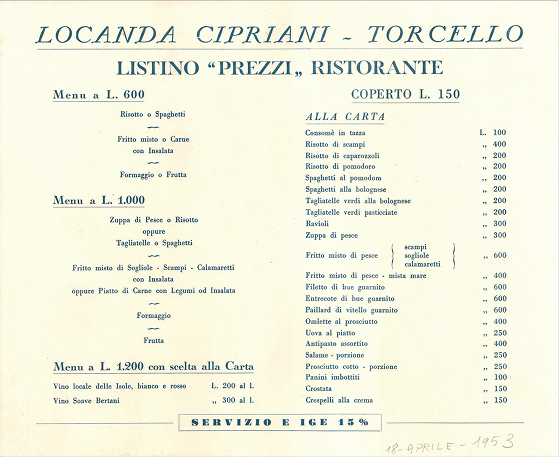 LOCANDA CIPRIANI - TORCELLO
LISTINO “PREZZI„ RISTORANTE
Menu a L. 600
Risotto o Spaghetti
Fritto misto o Carne
con Insalata
Formaggio o Frutta
Menu a L. 1.000
Zuppa di Pesce o Risotto
oppure
Tagliatelle o Spaghetti
Fritto misto di Sogliole - Scampi - Calamaretti
con Insalata
oppure Piatto di Carne con Legumi od Insalata
Formaggio
Frutta
Menu a L. 1.200 con scelta alla Carta
Vino locale delle Isole, bianco e rosso L. 200 al l.
Vino Soave Bertani „ 300 al l.
COPERTO L. 150
ALLA CARTA
Consomè in tazza L. 100
Risotto di scampi „ 400
Risotto di caparozzoli „ 200
Risotto di pomodoro „ 200
Spaghetti al pomodoro „ 200
Spaghetti alla bolognese „ 200
Tagliatelle verdi alla bolognese „ 200
Tagliatelle verdi pasticciate „ 200
Ravioli „ 300
Zuppa di pesce „ 300
Fritto misto di pesce { scampi sogliole calamaretti } „ 600
Fritto misto di pesce - mista mare „ 400
Filetto di bue guarnito „ 600
Entrecote di bue guarnito „ 600
Paillard di vitello guarnito „ 600
Omlette al prosciutto „ 400
Uova al piatto „ 250
Antipasto assortito „ 400
Salame - porzione „ 250
Prosciutto cotto - porzione „ 250
Panini imbottiti „ 100
Crostata „ 150
Crespelli alla crema „ 150
SERVIZIO E IGE 15 %
18-APRILE-1953